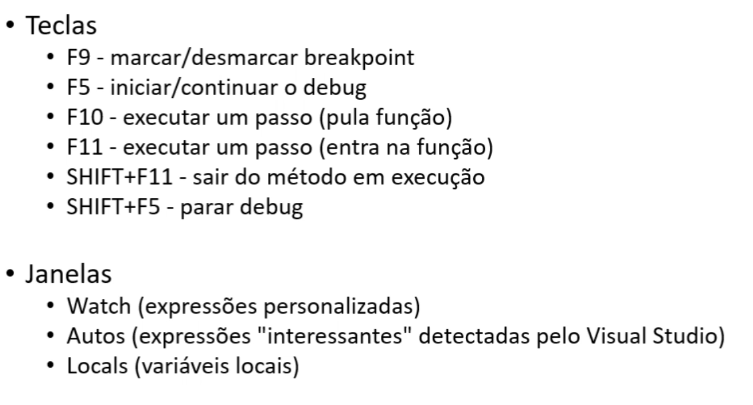 • Teclas
• F9 - marcar/desmarcar breakpoint
• F5 - iniciar/continuar o debug
• F10 - executar um passo (pula função)
• F11 - executar um passo (entra na função)
• SHIFT+F11 - sair do método em execução
• SHIFT+F5 - parar debug
• Janelas
• Watch (expressões personalizadas)
• Autos (expressões "interessantes" detectadas pelo Visual Studio)
• Locals (variáveis locais)